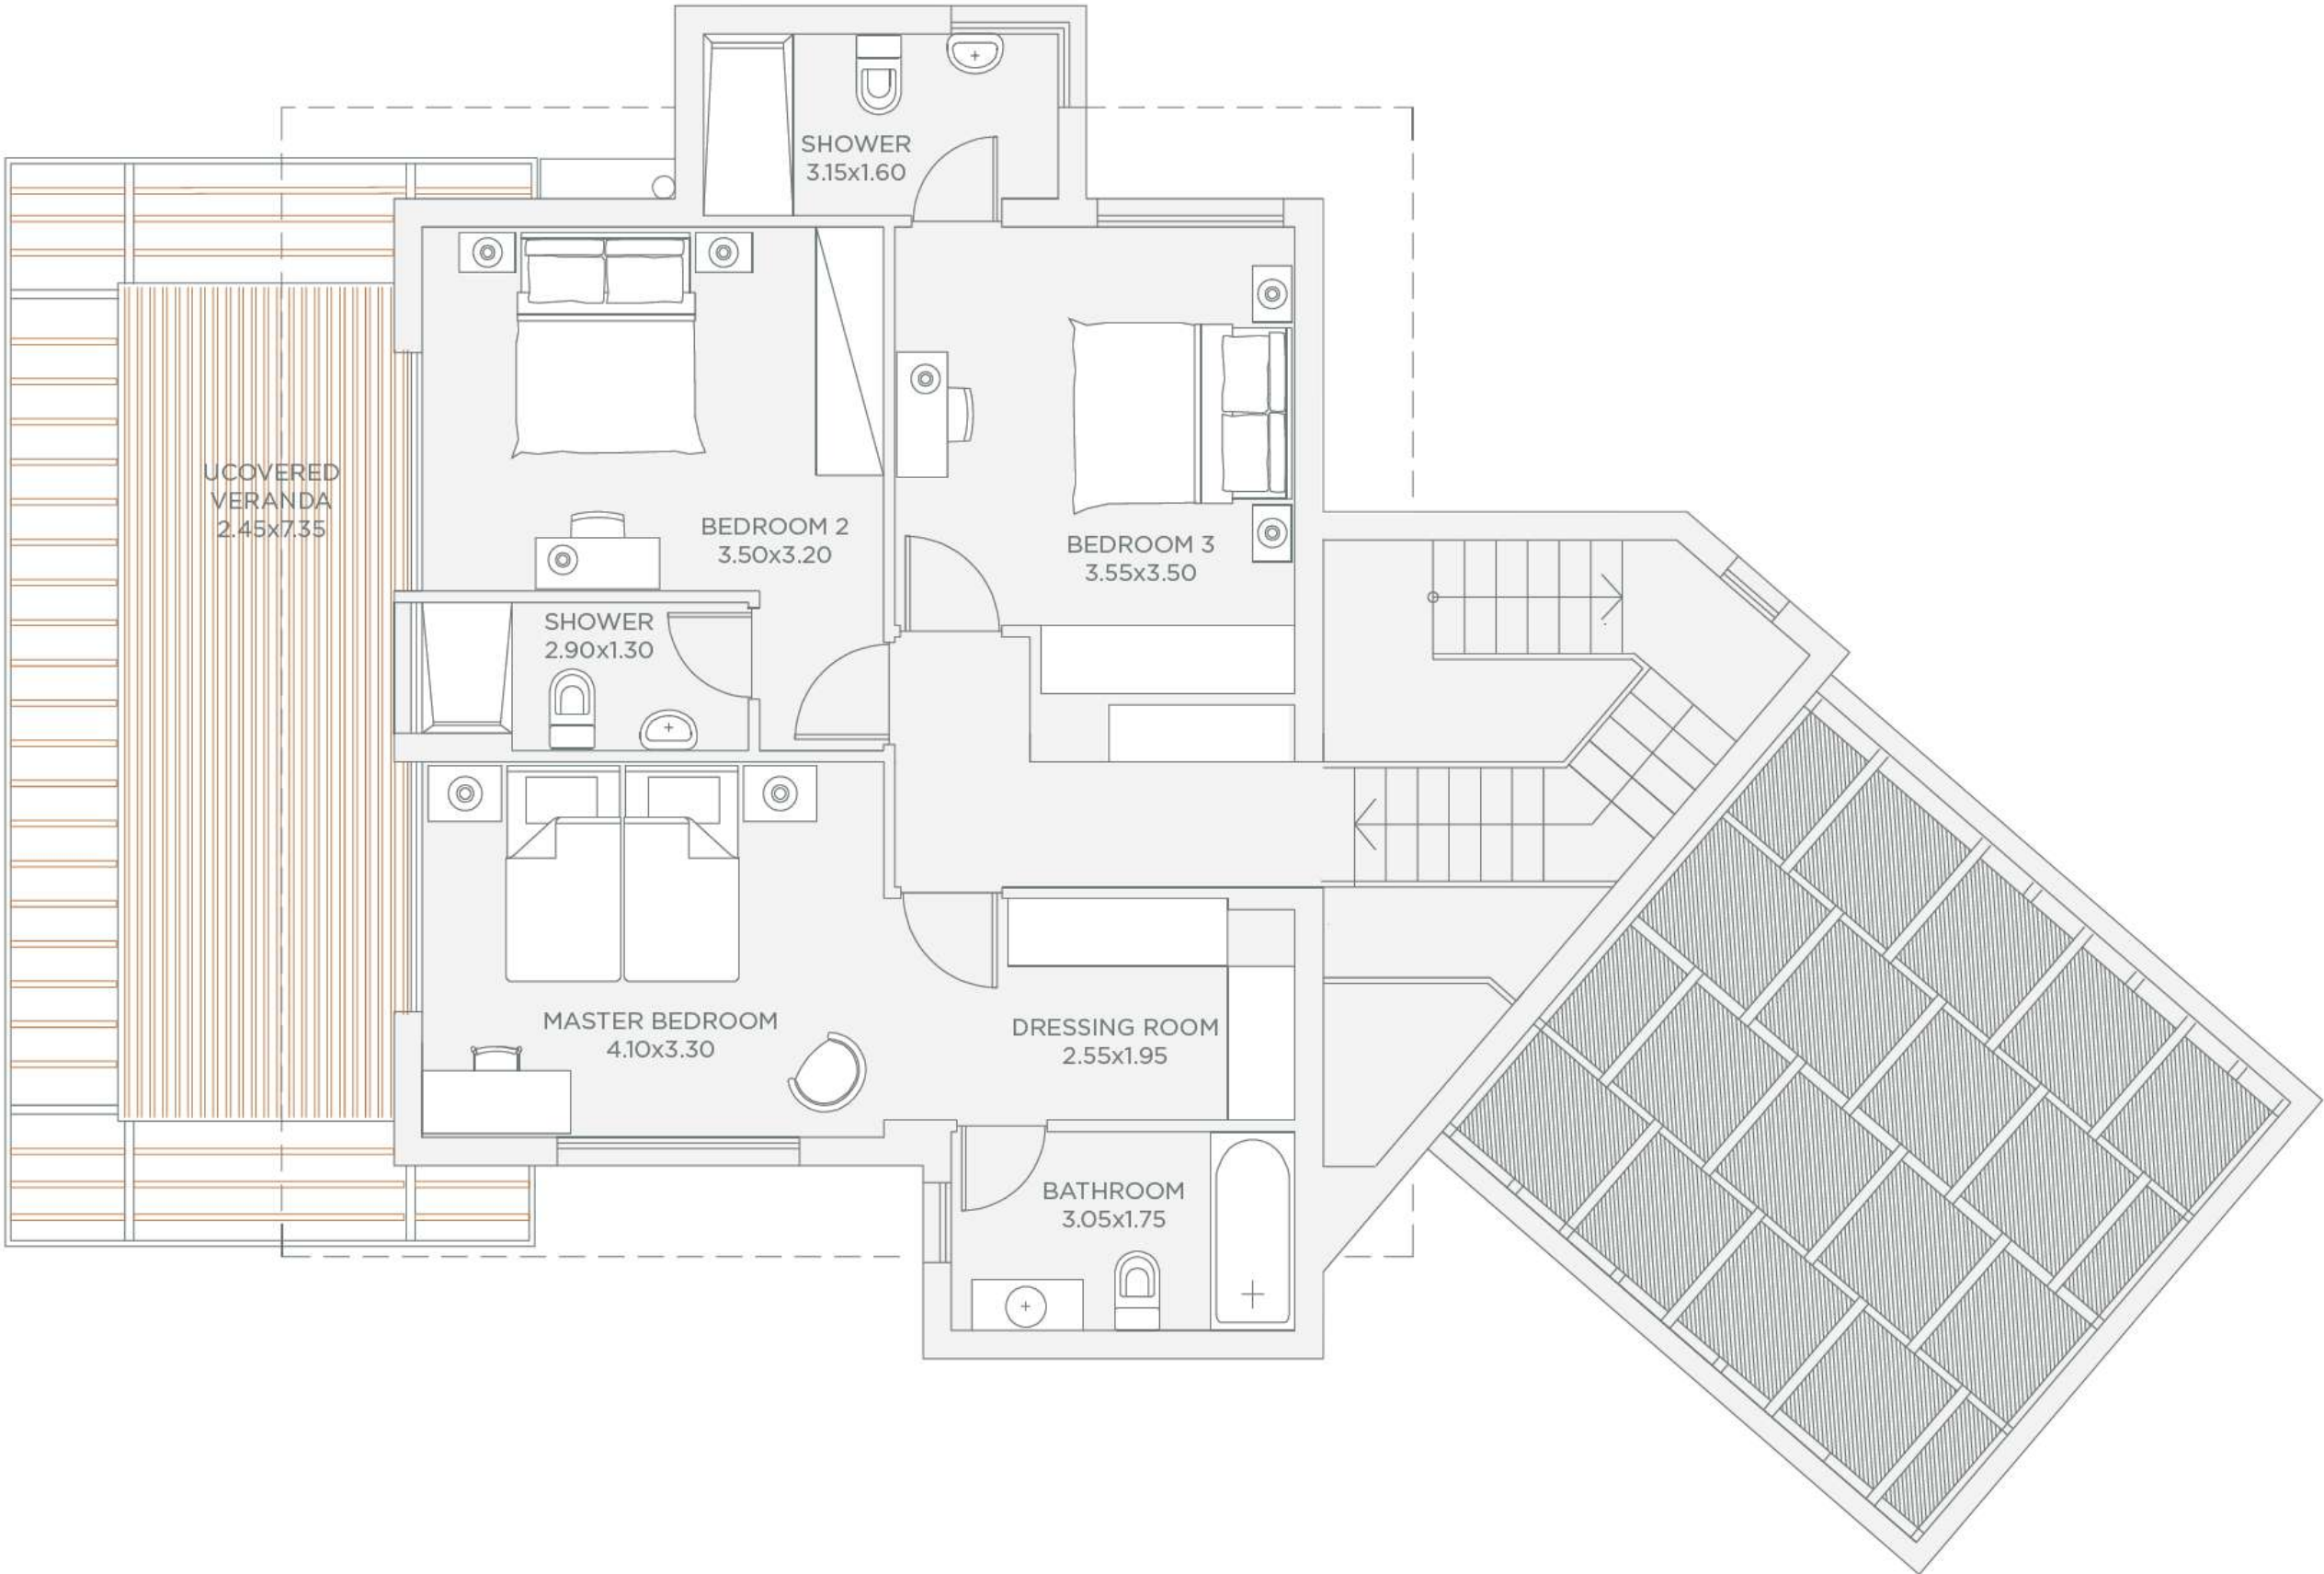 SHOWER
3.15x1.60
UCOVERED
VERANDA
2.45x7.35
BEDROOM 2
3.50x3.20
BEDROOM 3
3.55x3.50
SHOWER
2.90x1.30
MASTER BEDROOM
4.10x3.30
DRESSING ROOM
2.55x1.95
BATHROOM
3.05x1.75